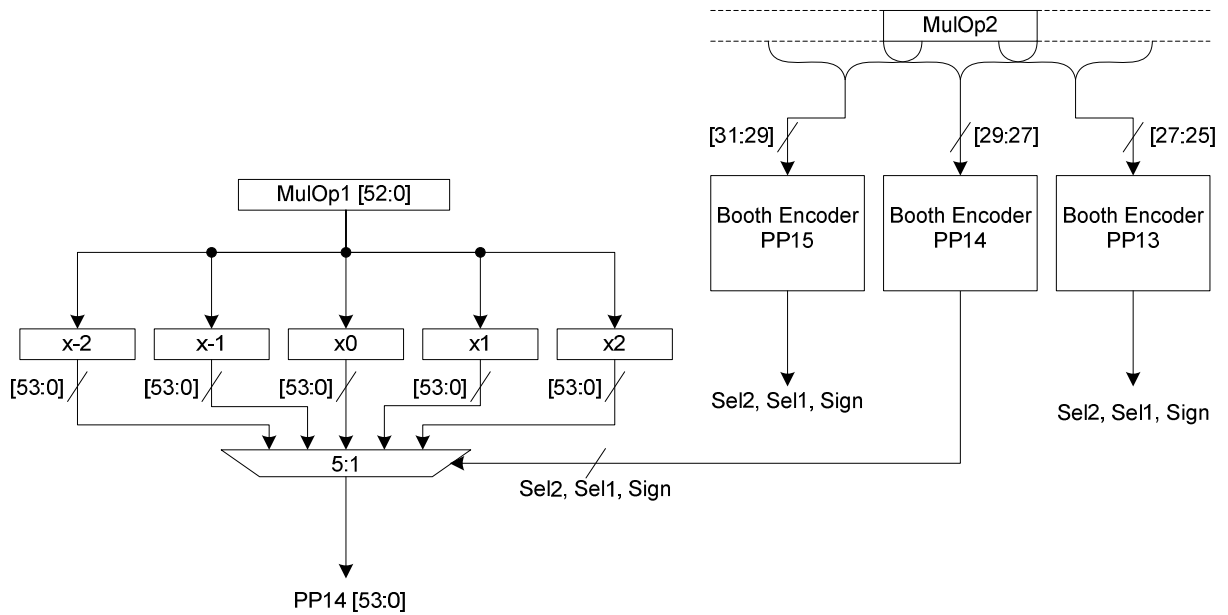 MulOp2
[31:29]
[29:27]
[27:25]
Booth Encoder
PP15
Booth Encoder
PP14
Booth Encoder
PP13
MulOp1 [52:0]
x-2
x-1
x0
x1
x2
[53:0]
[53:0]
[53:0]
[53:0]
[53:0]
Sel2, Sel1, Sign
Sel2, Sel1, Sign
5:1
Sel2, Sel1, Sign
PP14 [53:0]